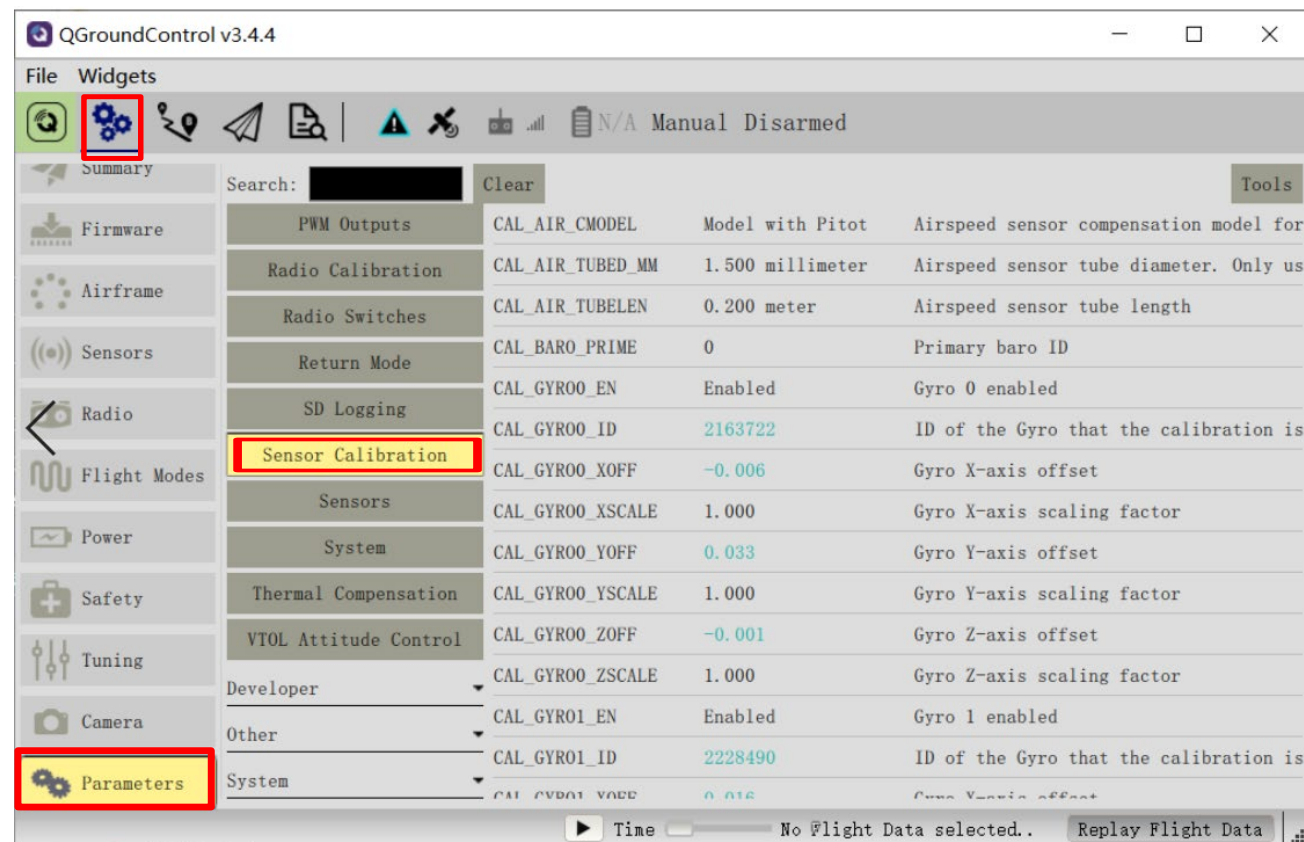 QGroundControl v3.4.4
File Widgets
N/A Manual Disarmed
Summary
Firmware
Airframe
Sensors
Radio
Flight Modes
Power
Safety
Tuning
Camera
Parameters
Search:
Clear
Tools
PWM Outputs
Radio Calibration
Radio Switches
Return Mode
SD Logging
Sensor Calibration
Sensors
System
Thermal Compensation
VTOL Attitude Control
Developer
Other
System
CAL_AIR_CMODEL Model with Pitot Airspeed sensor compensation model for
CAL_AIR_TUBED_MM 1.500 millimeter Airspeed sensor tube diameter. Only us
CAL_AIR_TUBELEN 0.200 meter Airspeed sensor tube length
CAL_BARO_PRIME 0 Primary baro ID
CAL_GYRO0_EN Enabled Gyro 0 enabled
CAL_GYRO0_ID 2163722 ID of the Gyro that the calibration is
CAL_GYRO0_XOFF -0.006 Gyro X-axis offset
CAL_GYRO0_XSCALE 1.000 Gyro X-axis scaling factor
CAL_GYRO0_YOFF 0.033 Gyro Y-axis offset
CAL_GYRO0_YSCALE 1.000 Gyro Y-axis scaling factor
CAL_GYRO0_ZOFF -0.001 Gyro Z-axis offset
CAL_GYRO0_ZSCALE 1.000 Gyro Z-axis scaling factor
CAL_GYRO1_EN Enabled Gyro 1 enabled
CAL_GYRO1_ID 2228490 ID of the Gyro that the calibration is
CAL_GYRO1_XOFF 0.016 Gyro X-axis offset
Time No Flight Data selected.. Replay Flight Data